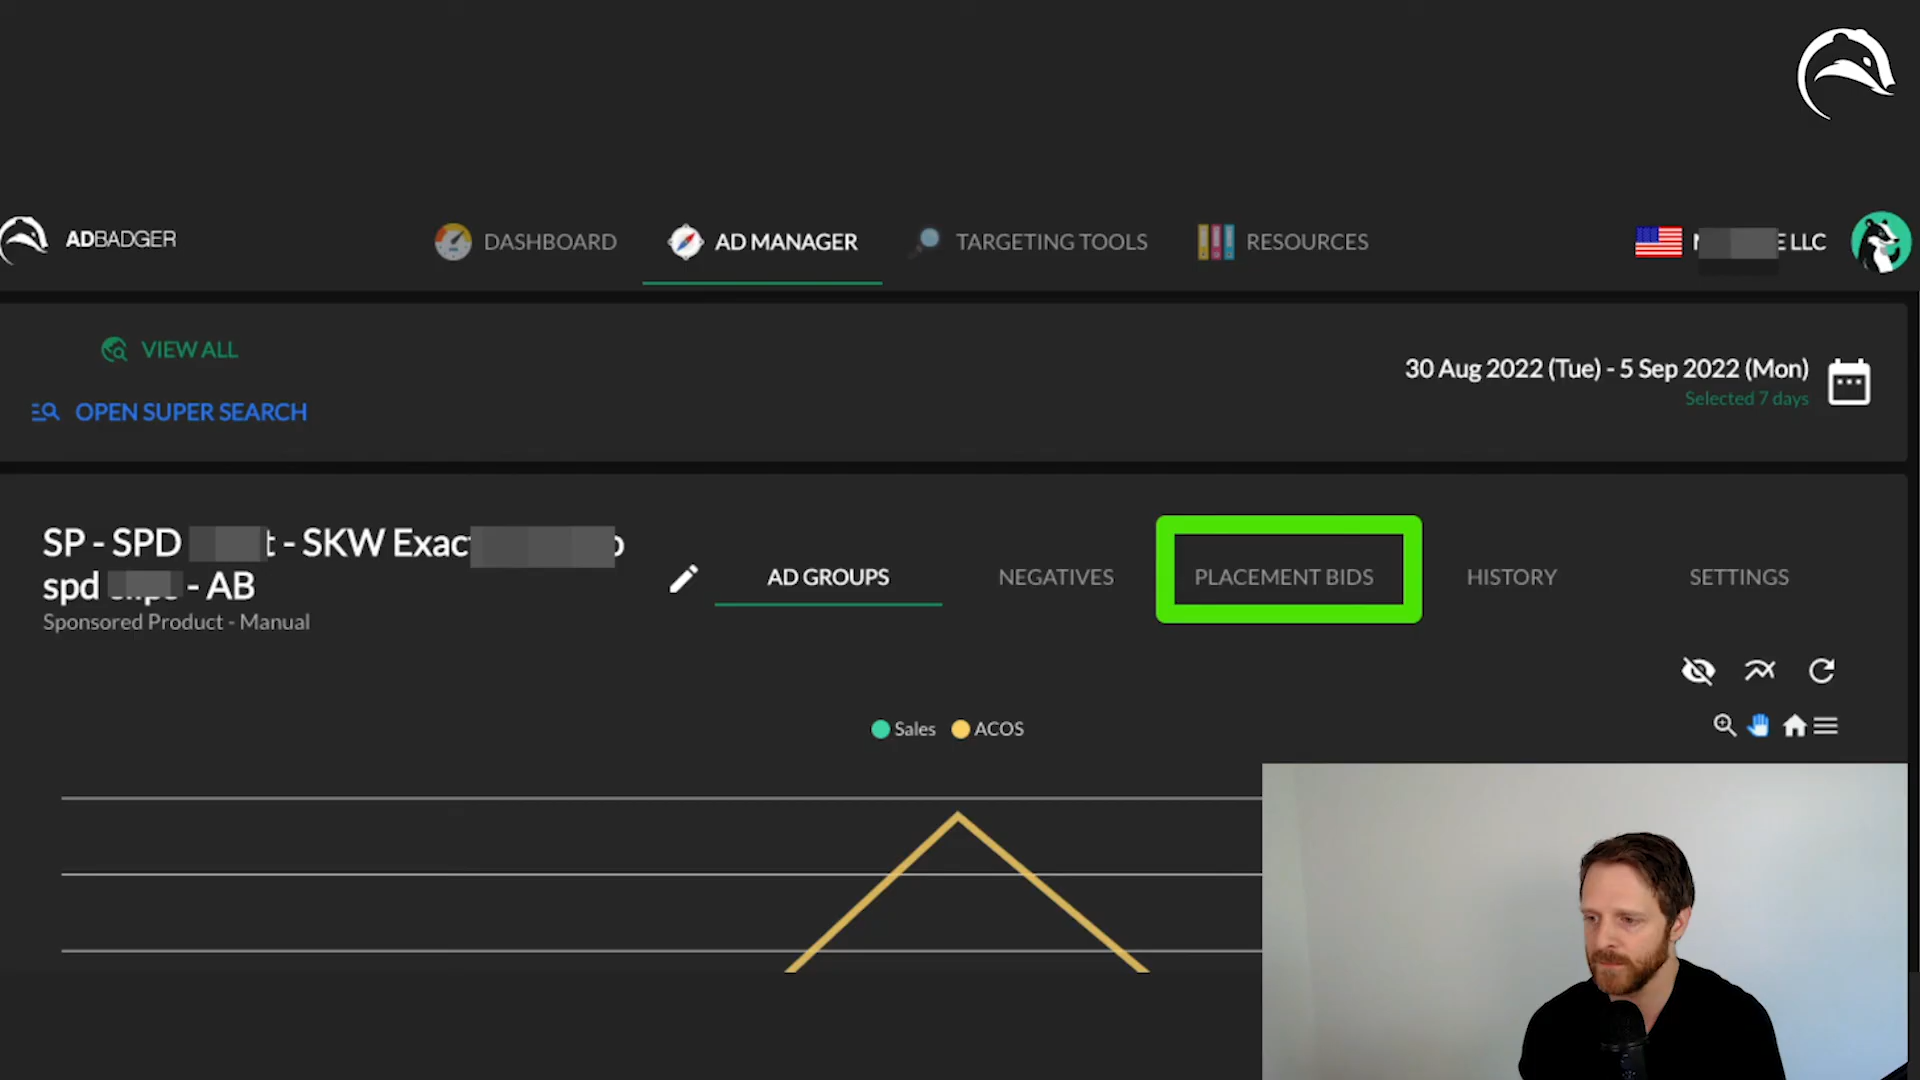 ADBADGER
DASHBOARD
AD MANAGER
TARGETING TOOLS
RESOURCES
LLC
VIEW ALL
OPEN SUPER SEARCH
30 Aug 2022 (Tue) - 5 Sep 2022 (Mon)
Selected 7 days
SP - SPD - SKW Exact
spd - AB
Sponsored Product - Manual
AD GROUPS
NEGATIVES
PLACEMENT BIDS
HISTORY
SETTINGS
Sales
ACOS